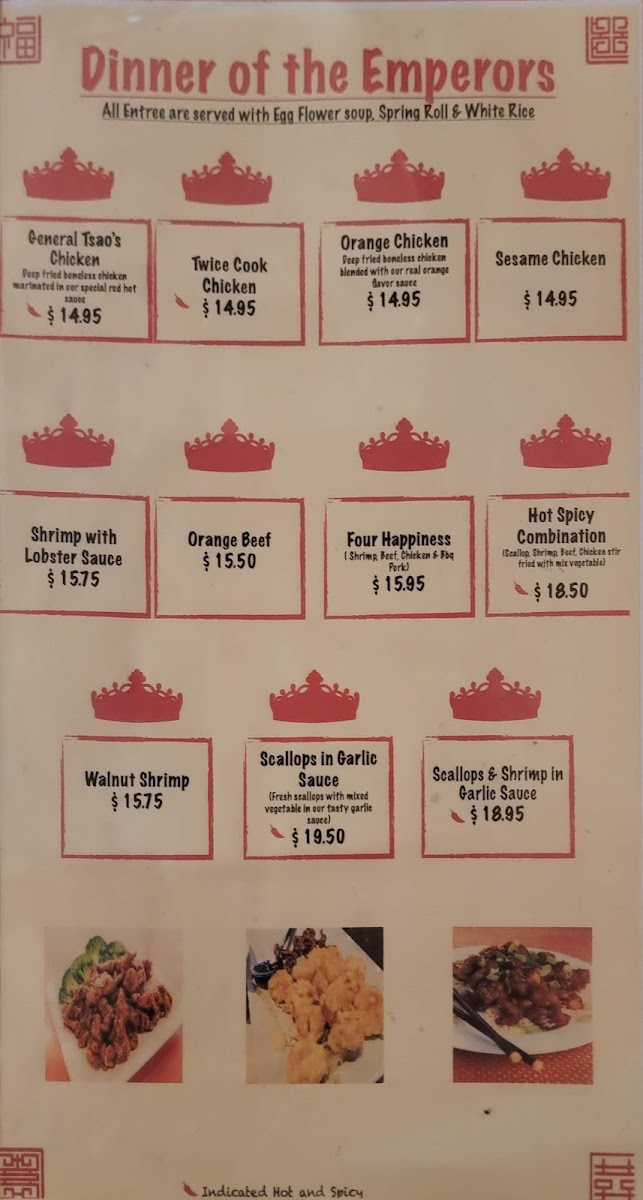 福
Dinner of the Emperors
All Entree are served with Egg Flower soup, Spring Roll & White Rice
General Tsao's
Chicken
Deep fried boneless chicken
marinated in our special red hot
sauce
$ 14.95
Twice Cook
Chicken
$ 14.95
Orange Chicken
Deep fried boneless chicken
blended with our real orange
flavor sauce
$ 14.95
Sesame Chicken
$ 14.95
Shrimp with
Lobster Sauce
$ 15.75
Orange Beef
$ 15.50
Four Happiness
( Shrimp, Beef, Chicken & Bbq
Pork)
$ 15.95
Hot Spicy
Combination
(Scallop, Shrimp, Beef, Chicken stir
fried with mix vegetable)
$ 18.50
Walnut Shrimp
$ 15.75
Scallops in Garlic
Sauce
(Fresh scallops with mixed
vegetable in our tasty garlic
sauce)
$ 19.50
Scallops & Shrimp in
Garlic Sauce
$ 18.95
Indicated Hot and Spicy